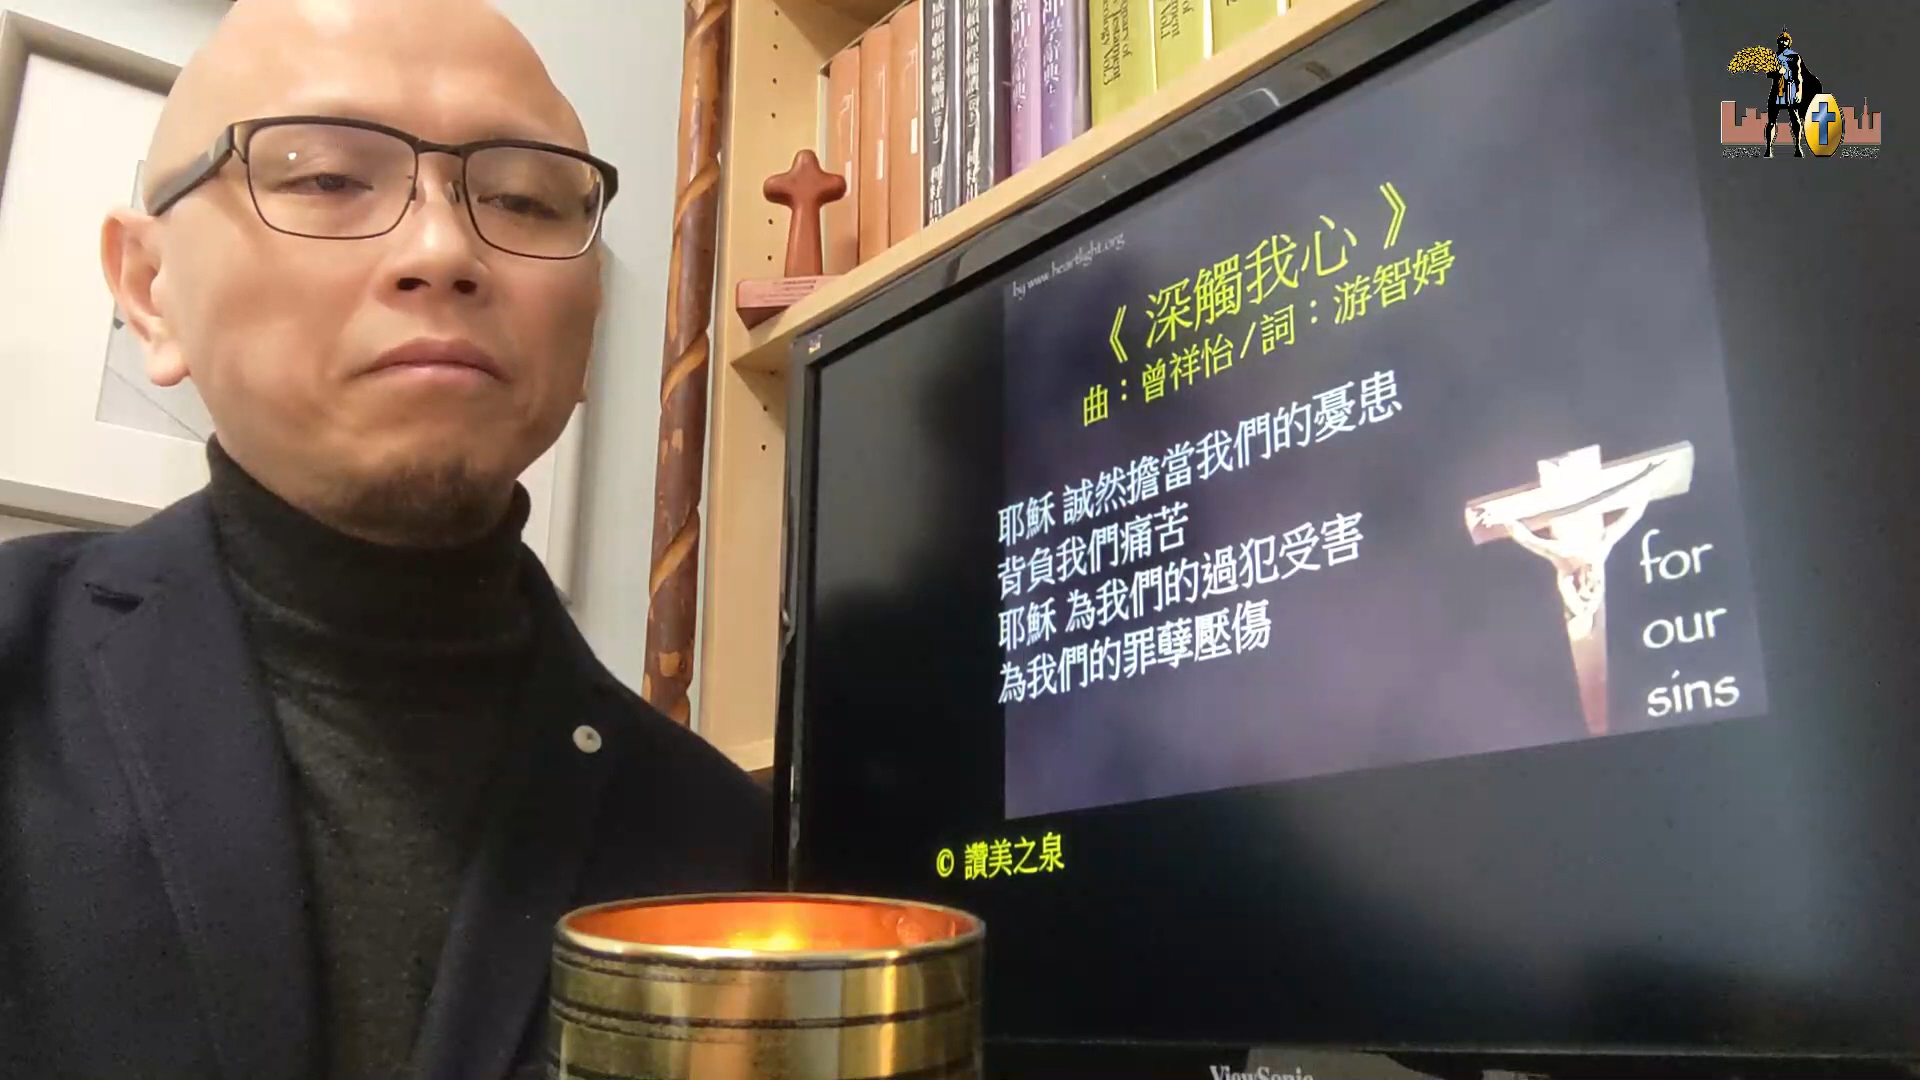 by www.heartlight.org
《 深觸我心 》
曲：曾祥怡/詞：游智婷
耶穌 誠然擔當我們的憂患
背負我們痛苦
耶穌 為我們的過犯受害
為我們的罪孽壓傷
for
our
sins
© 讚美之泉
ViewSonic